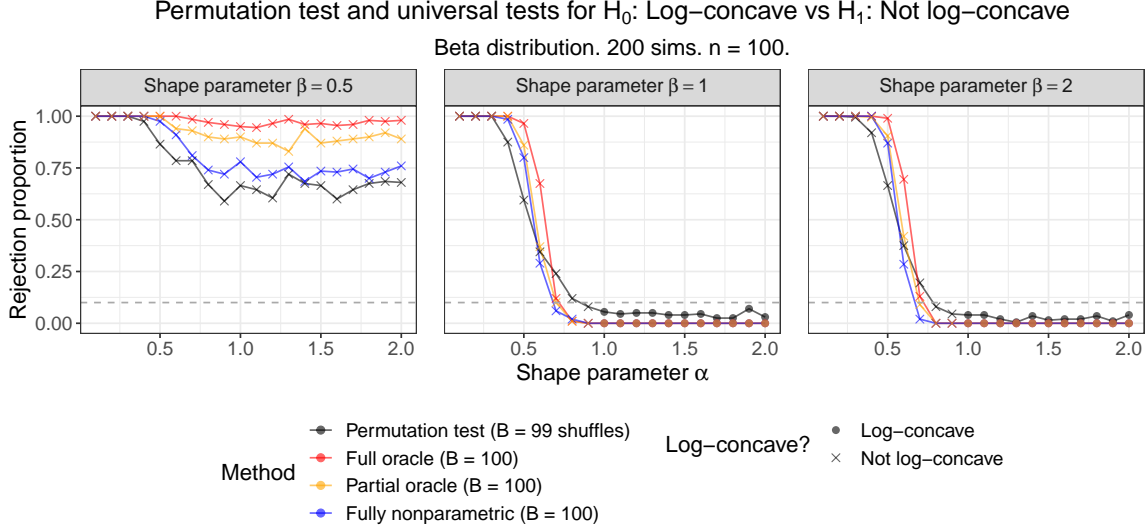 Permutation test and universal tests for H₀: Log−concave vs H₁: Not log−concave
Beta distribution. 200 sims. n = 100.
Shape parameter β = 0.5
Shape parameter β = 1
Shape parameter β = 2
Rejection proportion
1.00
0.75
0.50
0.25
0.00
0.5 1.0 1.5 2.0
0.5 1.0 1.5 2.0
0.5 1.0 1.5 2.0
Shape parameter α
Method
Permutation test (B = 99 shuffles)
Full oracle (B = 100)
Partial oracle (B = 100)
Fully nonparametric (B = 100)
Log−concave?
Log−concave
Not log−concave